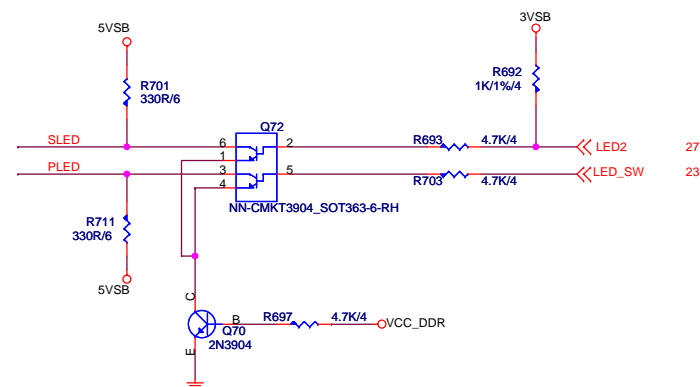 5VSB
3VSB
R701
330R/6
R692
1K/1%/4
SLED
Q72
6
2
R693
4.7K/4
LED2
27
1
PLED
3
5
LED_SW
23
4
R703
4.7K/4
NN-CMKT3904_SOT363-6-RH
R711
330R/6
5VSB
C
B
R697
4.7K/4
VCC_DDR
Q70
2N3904
E